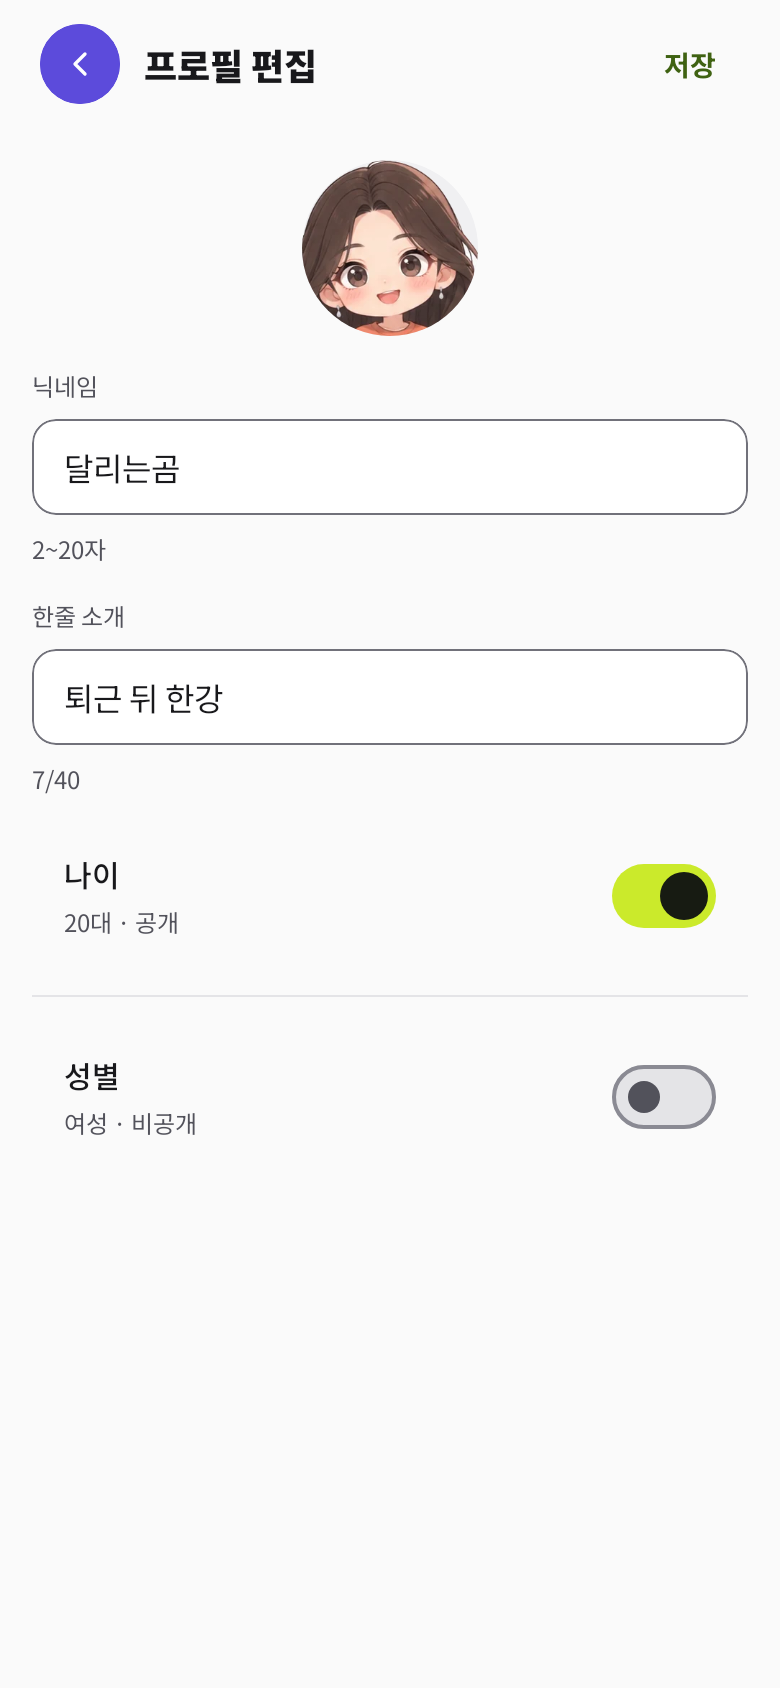 프로필 편집
저장
닉네임
달리는곰
2~20자
한줄 소개
퇴근 뒤 한강
7/40
나이
20대 · 공개
성별
여성 · 비공개